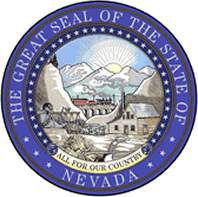 THE GREAT SEAL OF THE STATE OF
NEVADA
ALL FOR OUR COUNTRY